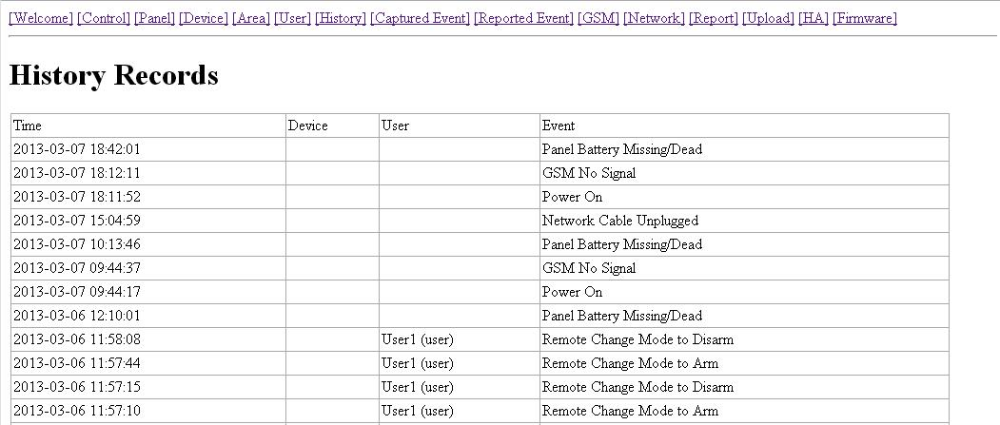 [Welcome] [Control] [Panel] [Device] [Area] [User] [History] [Captured Event] [Reported Event] [GSM] [Network] [Report] [Upload] [HA] [Firmware]
History Records
Time Device User Event
2013-03-07 18:42:01 Panel Battery Missing/Dead
2013-03-07 18:12:11 GSM No Signal
2013-03-07 18:11:52 Power On
2013-03-07 15:04:59 Network Cable Unplugged
2013-03-07 10:13:46 Panel Battery Missing/Dead
2013-03-07 09:44:37 GSM No Signal
2013-03-07 09:44:17 Power On
2013-03-06 12:10:01 Panel Battery Missing/Dead
2013-03-06 11:58:08 User1 (user) Remote Change Mode to Disarm
2013-03-06 11:57:44 User1 (user) Remote Change Mode to Arm
2013-03-06 11:57:15 User1 (user) Remote Change Mode to Disarm
2013-03-06 11:57:10 User1 (user) Remote Change Mode to Arm